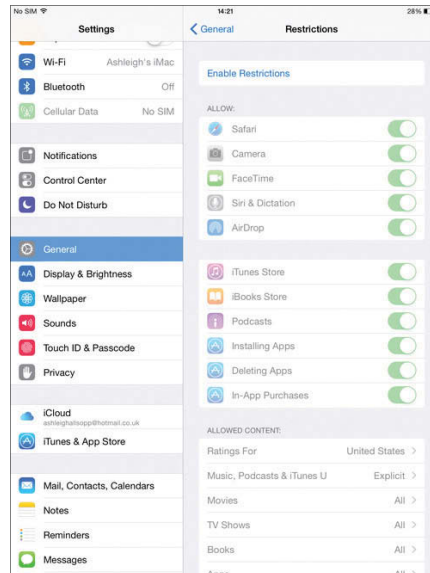 No SIM
14:21
28%
Settings
General
Restrictions
Wi-Fi
Ashleigh's iMac
Bluetooth
Off
Cellular Data
No SIM
Notifications
Control Center
Do Not Disturb
General
Display & Brightness
Wallpaper
Sounds
Touch ID & Passcode
Privacy
iCloud
ashleighallsopp@hotmail.co.uk
iTunes & App Store
Mail, Contacts, Calendars
Notes
Reminders
Messages
Enable Restrictions
ALLOW:
Safari
Camera
FaceTime
Siri & Dictation
AirDrop
iTunes Store
iBooks Store
Podcasts
Installing Apps
Deleting Apps
In-App Purchases
ALLOWED CONTENT:
Ratings For
United States
Music, Podcasts & iTunes U
Explicit
Movies
All
TV Shows
All
Books
All